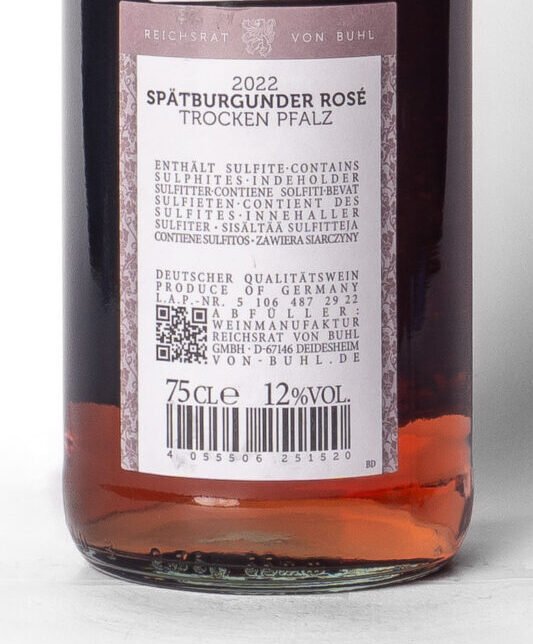 REICHSRAT VON BUHL
2022
SPÄTBURGUNDER ROSÉ
TROCKEN PFALZ
ENTHÄLT SULFITE·CONTAINS
SULPHITES·INDEHOLDER
SULFITTER·CONTIENE SOLFITI·BEVAT
SULFIETEN·CONTIENT DES
SULFITES·INNEHALLER
SULFITER·SISÄLTÄÄ SULFITTEJA
CONTIENE SULFITOS·ZAWIERA SIARCZYNY
DEUTSCHER QUALITÄTSWEIN
PRODUCE OF GERMANY
L.A.P.-NR. 5 106 487 29 22
ABFÜLLER:
WEINMANUFAKTUR
REICHSRAT VON BUHL
GMBH·D-67146 DEIDESHEIM
VON-BUHL.DE
75CLe 12%VOL.
4 055506 251520
BD